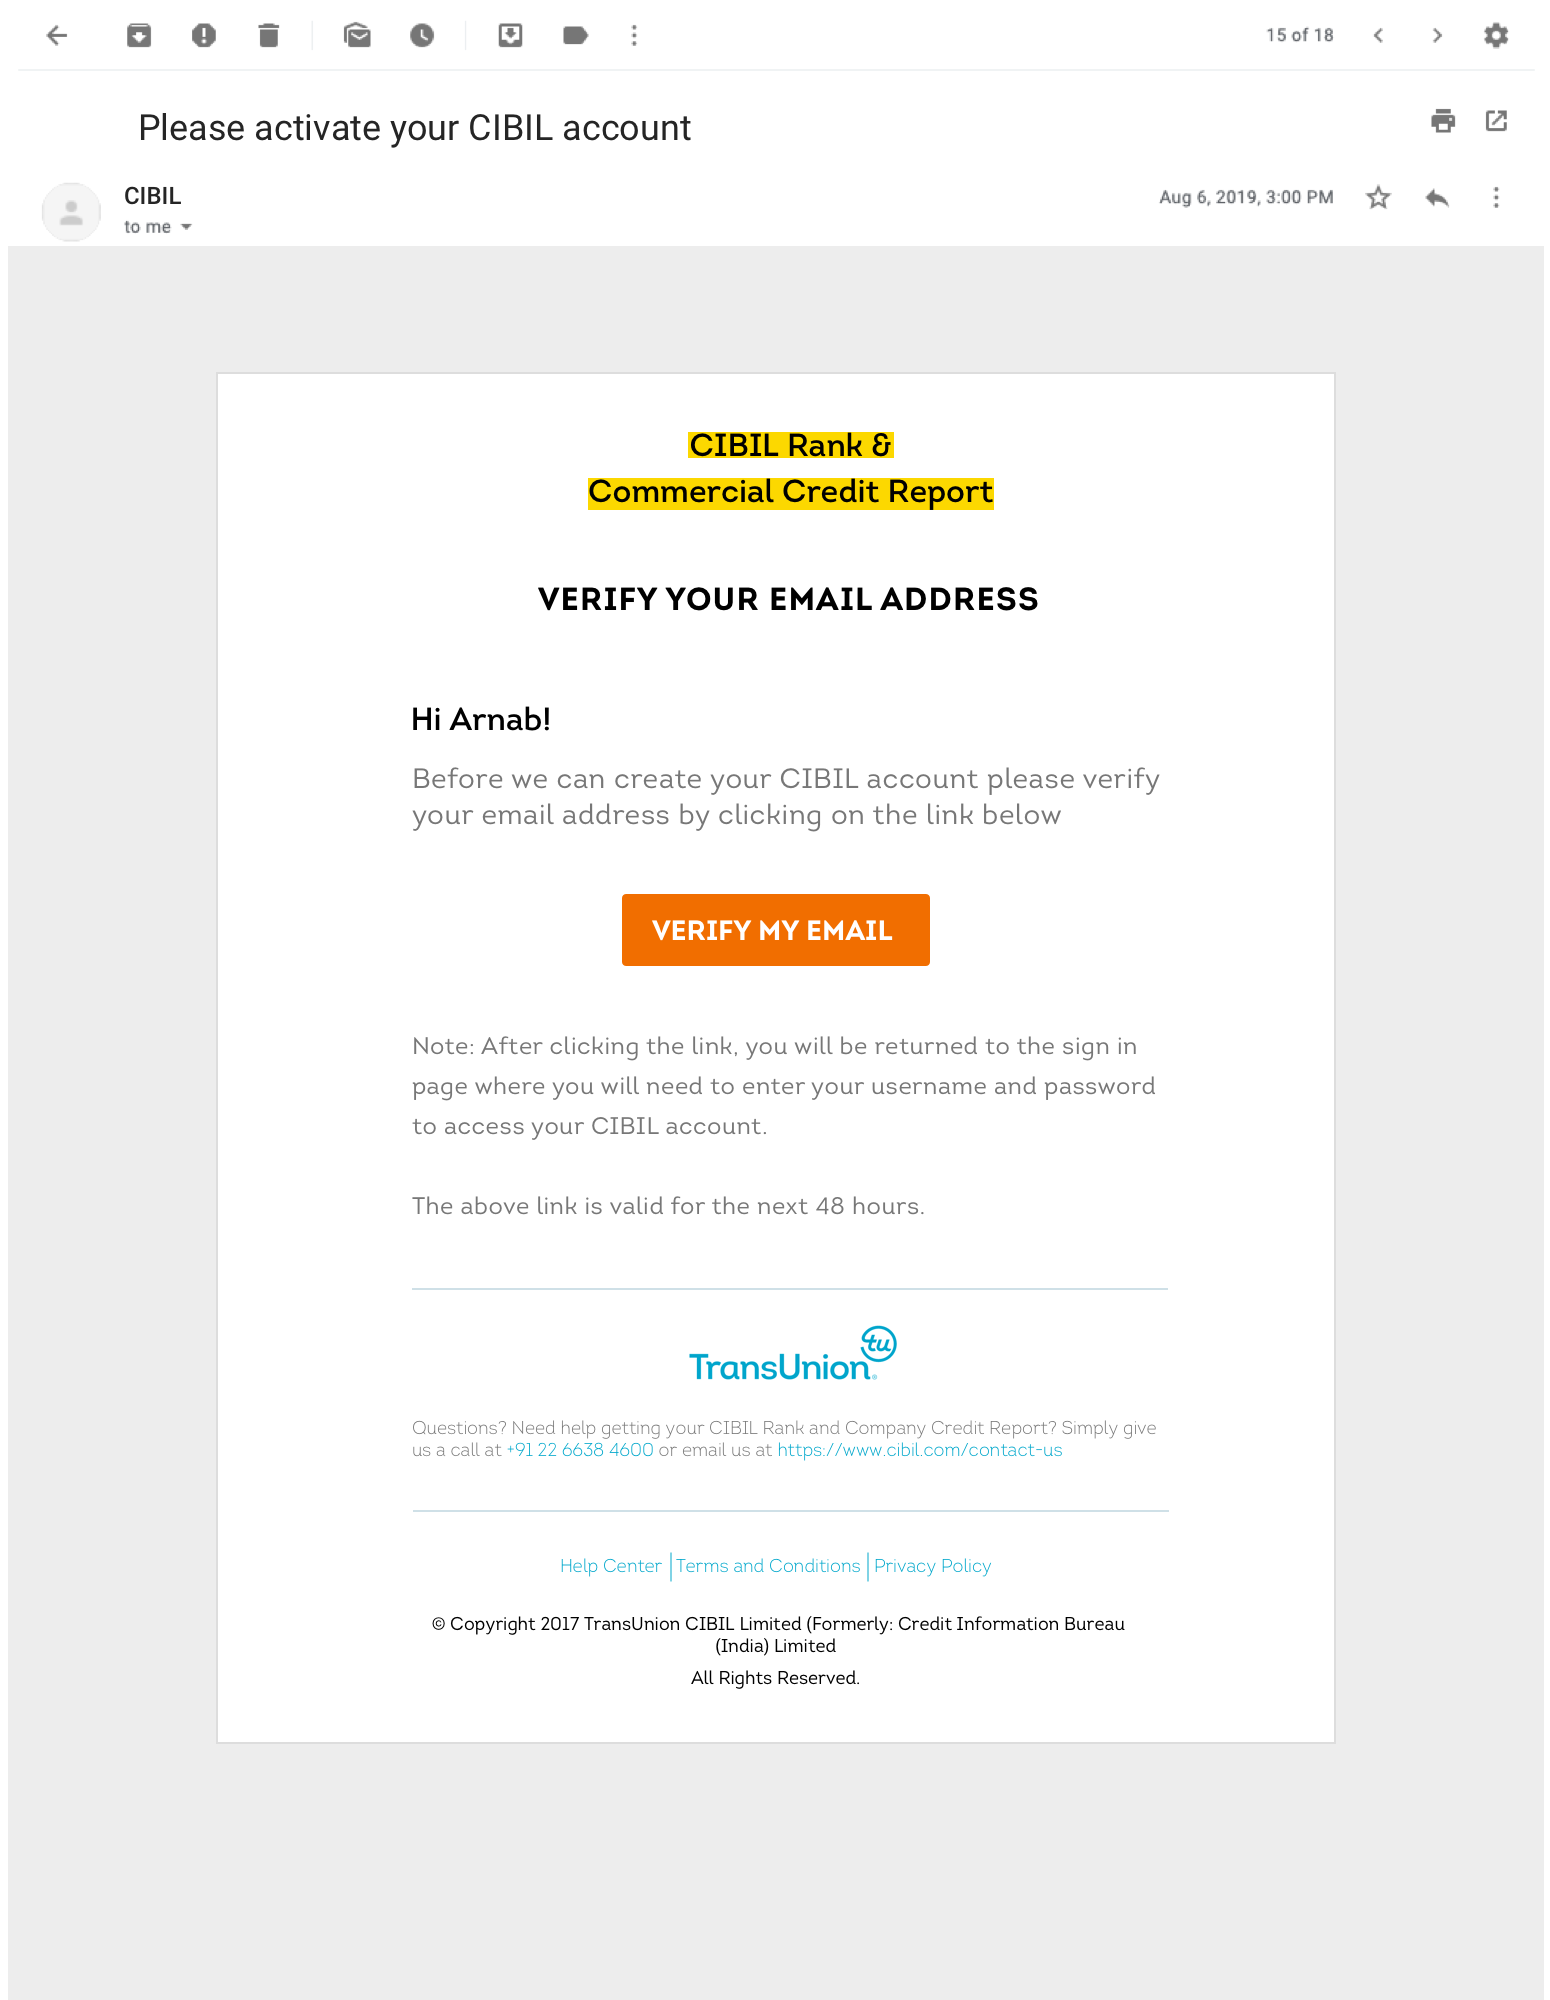 15 of 18
Please activate your CIBIL account
CIBIL
Aug 6, 2019, 3:00 PM
to me
CIBIL Rank &
Commercial Credit Report
VERIFY YOUR EMAIL ADDRESS
Hi Arnab!
Before we can create your CIBIL account please verify
your email address by clicking on the link below
VERIFY MY EMAIL
Note: After clicking the link, you will be returned to the sign in
page where you will need to enter your username and password
to access your CIBIL account.
The above link is valid for the next 48 hours.
tu
TransUnion®
Questions? Need help getting your CIBIL Rank and Company Credit Report? Simply give
us a call at +91 22 6638 4600 or email us at https://www.cibil.com/contact-us
Help Center | Terms and Conditions | Privacy Policy
© Copyright 2017 TransUnion CIBIL Limited (Formerly: Credit Information Bureau
(India) Limited
All Rights Reserved.